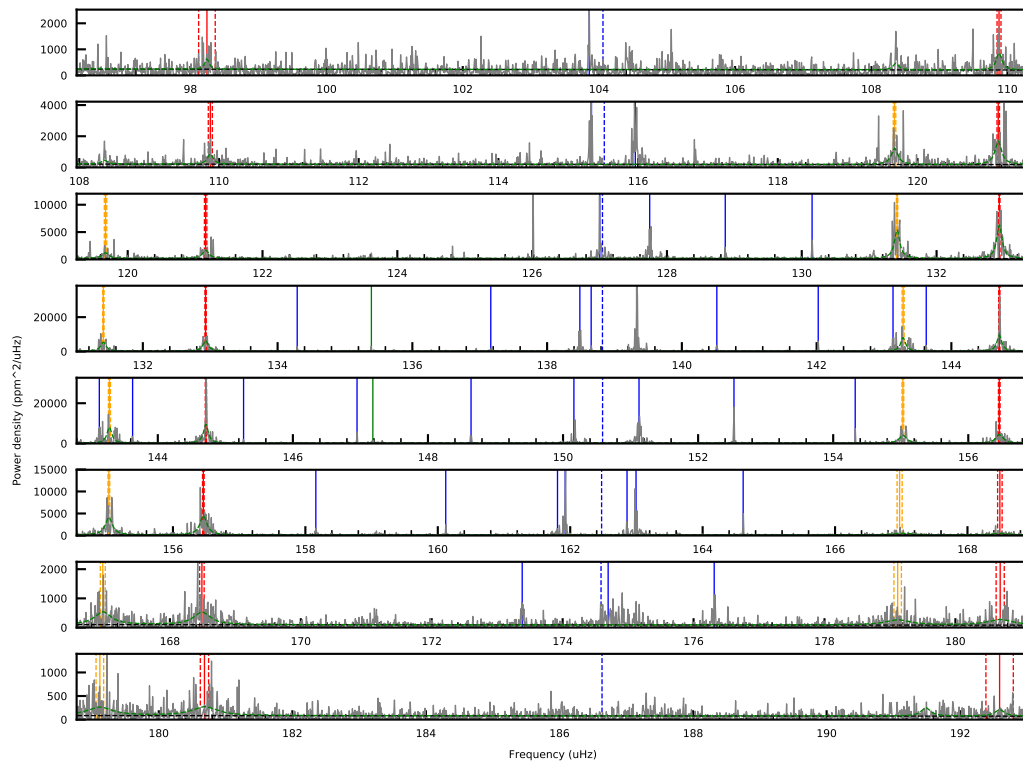 2000
1000
0
98 100 102 104 106 108 110
4000
2000
0
108 110 112 114 116 118 120
10000
5000
0
120 122 124 126 128 130 132
20000
0
132 134 136 138 140 142 144
20000
0
144 146 148 150 152 154 156
15000
10000
5000
0
156 158 160 162 164 166 168
2000
1000
0
168 170 172 174 176 178 180
1000
500
0
180 182 184 186 188 190 192
Power density (ppm^2/uHz)
Frequency (uHz)